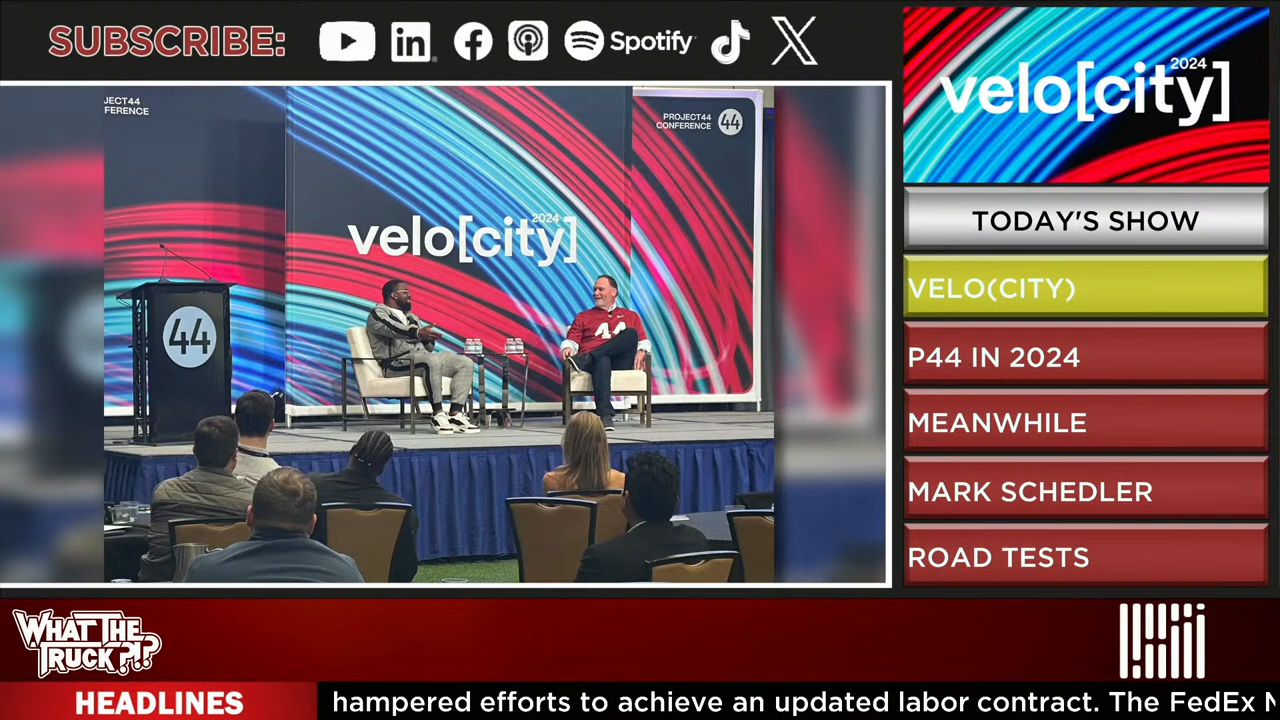 SUBSCRIBE:
in
Spotify
JECT44
FERENCE
PROJECT44
CONFERENCE
44
2024
velo[city]
44
44
2024
velo[city]
TODAY'S SHOW
VELO(CITY)
P44 IN 2024
MEANWHILE
MARK SCHEDLER
ROAD TESTS
WHAT THE
TRUCK?!?
HEADLINES
hampered efforts to achieve an updated labor contract. The FedEx